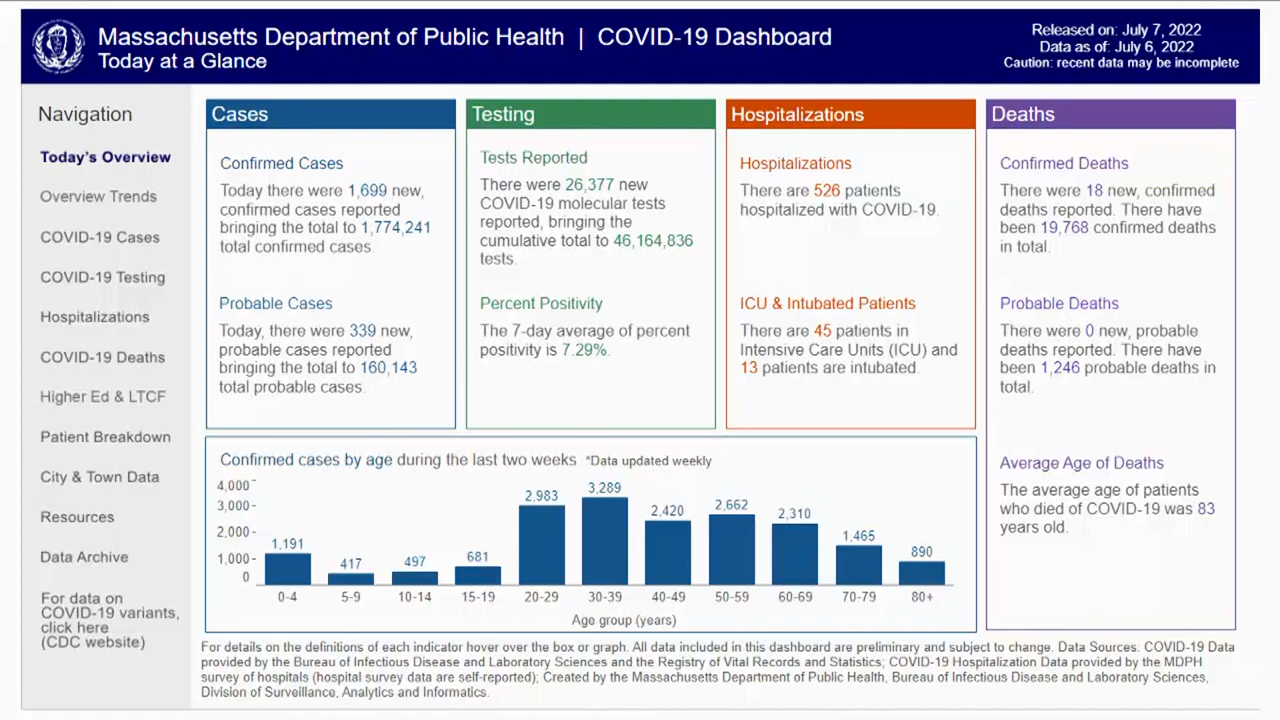 Massachusetts Department of Public Health | COVID-19 Dashboard
Today at a Glance
Released on: July 7, 2022
Data as of: July 6, 2022
Caution: recent data may be incomplete
Navigation
Today's Overview
Overview Trends
COVID-19 Cases
COVID-19 Testing
Hospitalizations
COVID-19 Deaths
Higher Ed & LTCF
Patient Breakdown
City & Town Data
Resources
Data Archive
For data on
COVID-19 variants,
click here
(CDC website)
Cases
Confirmed Cases
Today there were 1,699 new,
confirmed cases reported
bringing the total to 1,774,241
total confirmed cases.
Probable Cases
Today, there were 339 new,
probable cases reported
bringing the total to 160,143
total probable cases.
Testing
Tests Reported
There were 26,377 new
COVID-19 molecular tests
reported, bringing the
cumulative total to 46,164,836
tests.
Percent Positivity
The 7-day average of percent
positivity is 7.29%.
Hospitalizations
Hospitalizations
There are 526 patients
hospitalized with COVID-19.
ICU & Intubated Patients
There are 45 patients in
Intensive Care Units (ICU) and
13 patients are intubated.
Deaths
Confirmed Deaths
There were 18 new, confirmed
deaths reported. There have
been 19,768 confirmed deaths
in total.
Probable Deaths
There were 0 new, probable
deaths reported. There have
been 1,246 probable deaths in
total.
Average Age of Deaths
The average age of patients
who died of COVID-19 was 83
years old.
Confirmed cases by age during the last two weeks *Data updated weekly
4,000
3,000
2,000
1,000
0
1,191
417
497
681
2,983
3,289
2,420
2,662
2,310
1,465
890
0-4
5-9
10-14
15-19
20-29
30-39
40-49
50-59
60-69
70-79
80+
Age group (years)
For details on the definitions of each indicator hover over the box or graph. All data included in this dashboard are preliminary and subject to change. Data Sources: COVID-19 Data
provided by the Bureau of Infectious Disease and Laboratory Sciences and the Registry of Vital Records and Statistics; COVID-19 Hospitalization Data provided by the MDPH
survey of hospitals (hospital survey data are self-reported); Created by the Massachusetts Department of Public Health, Bureau of Infectious Disease and Laboratory Sciences,
Division of Surveillance, Analytics and Informatics.